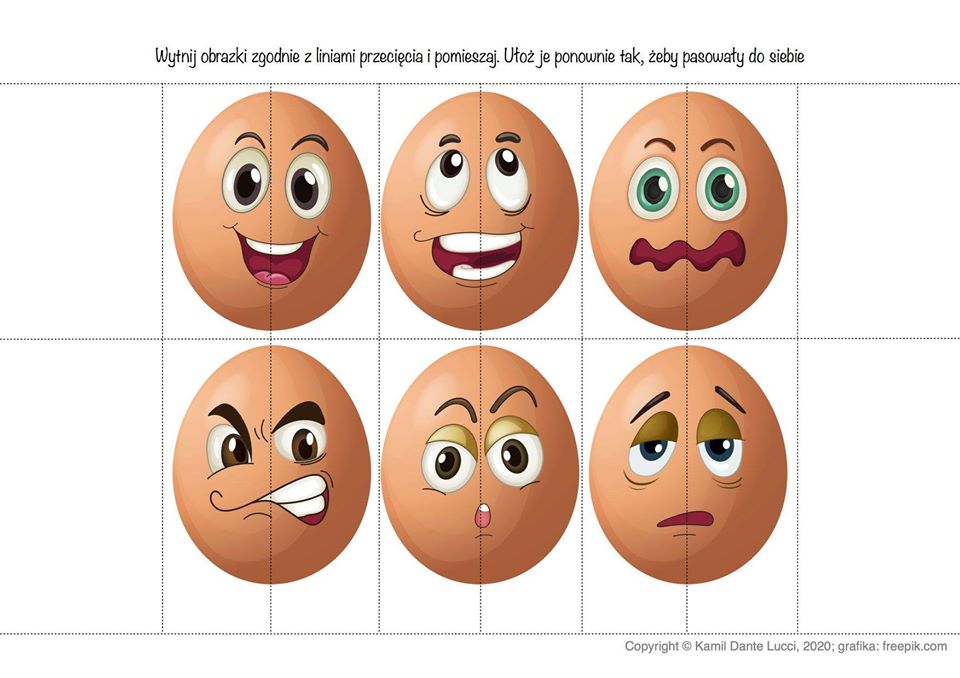 Wytnij obrazki zgodnie z liniami przecięcia i pomieszaj. Ułoż je ponownie tak, żeby pasowały do siebie
Copyright © Kamil Dante Lucci, 2020; grafika: freepik.com